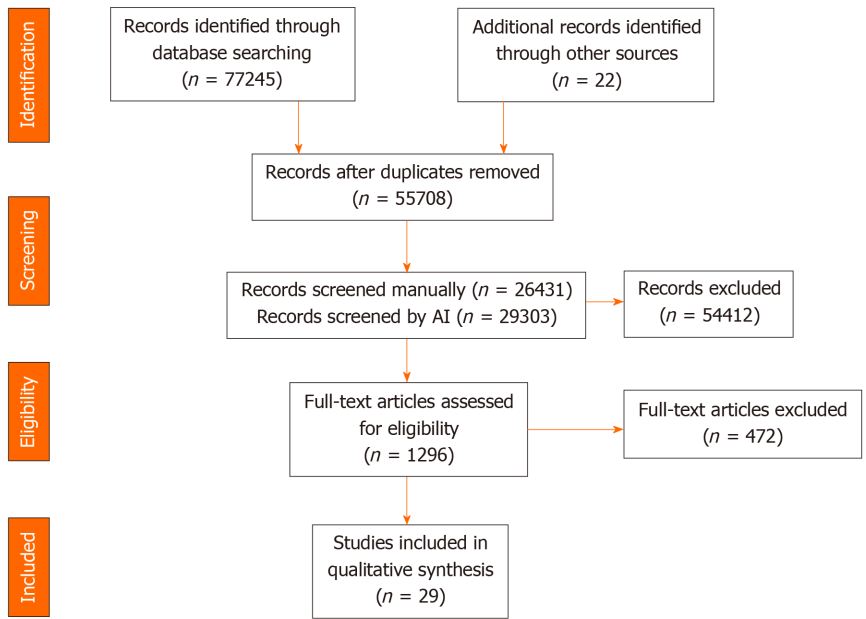 Identification
Records identified through
database searching
(n = 77245)
Additional records identified
through other sources
(n = 22)
Records after duplicates removed
(n = 55708)
Screening
Records screened manually (n = 26431)
Records screened by AI (n = 29303)
Records excluded
(n = 54412)
Eligibility
Full-text articles assessed
for eligibility
(n = 1296)
Full-text articles excluded
(n = 472)
Included
Studies included in
qualitative synthesis
(n = 29)